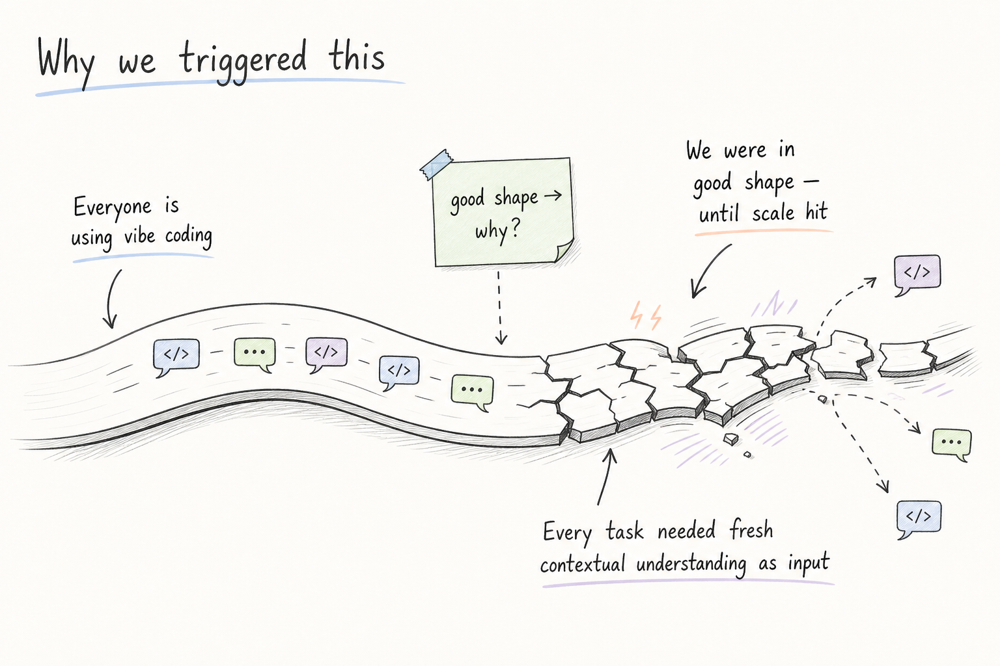 Why we triggered this
Everyone is
using vibe coding
good shape →
why?
We were in
good shape —
until scale hit
</>
</>
</>
</>
</>
Every task needed fresh
contextual understanding as input